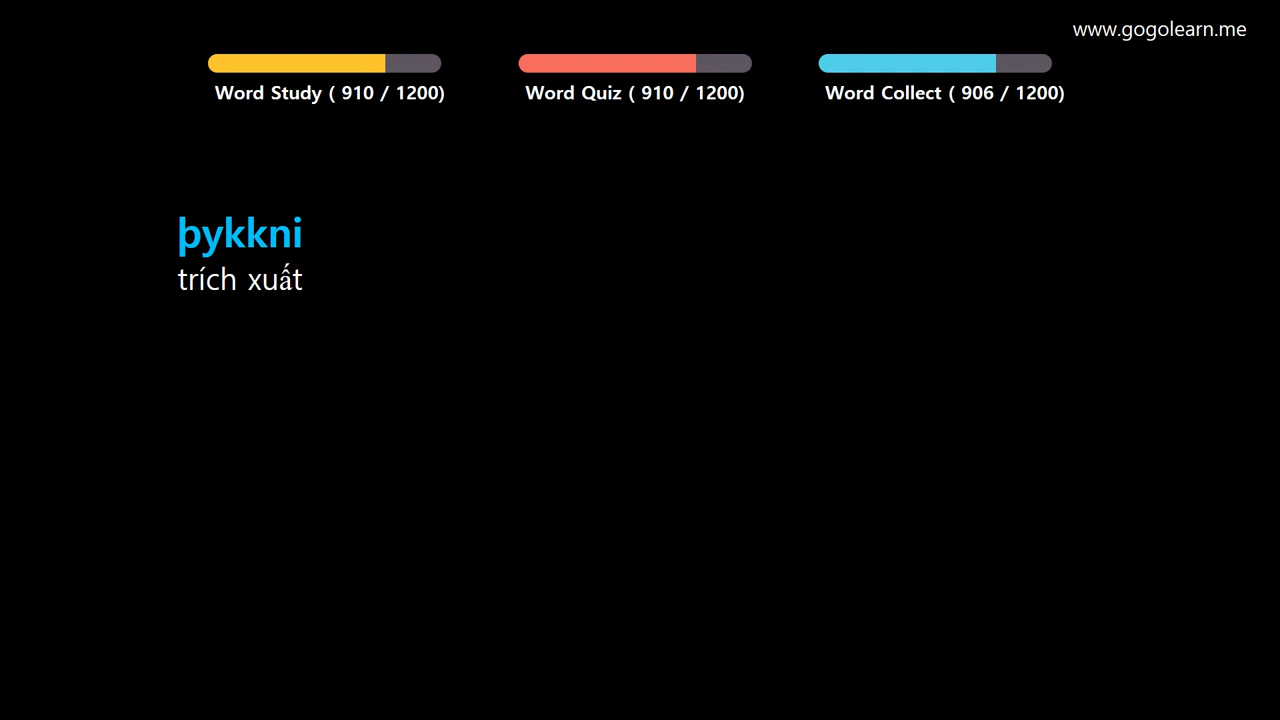 www.gogolearn.me
Word Study ( 910 / 1200)
Word Quiz ( 910 / 1200)
Word Collect ( 906 / 1200)
þykkni
trích xuất